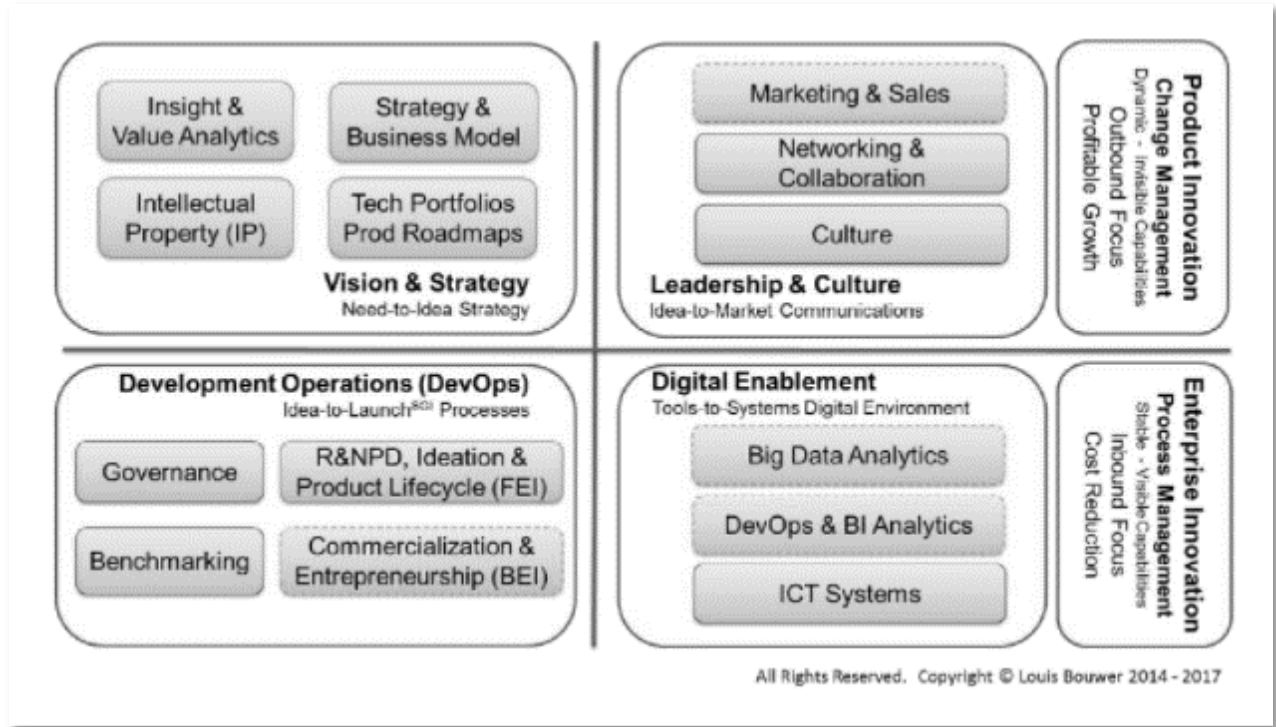 Insight &
Value Analytics
Strategy &
Business Model
Intellectual
Property (IP)
Tech Portfolios
Prod Roadmaps
Vision & Strategy
Need-to-Idea Strategy
Marketing & Sales
Networking &
Collaboration
Culture
Leadership & Culture
Idea-to-Market Communications
Product Innovation
Change Management
Dynamic - Invisible Capabilities
Outbound Focus
Profitable Growth
Development Operations (DevOps)
Idea-to-Launch Processes
Governance
R&NPD, Ideation &
Product Lifecycle (FEI)
Benchmarking
Commercialization &
Entrepreneurship (BEI)
Digital Enablement
Tools-to-Systems Digital Environment
Big Data Analytics
DevOps & BI Analytics
ICT Systems
Enterprise Innovation
Process Management
Stable - Visible Capabilities
Inbound Focus
Cost Reduction
All Rights Reserved. Copyright © Louis Bouwer 2014 - 2017